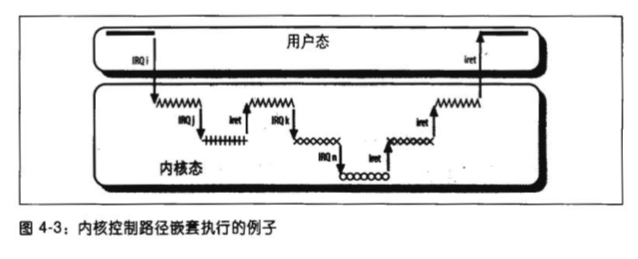 用户态
IRQ i
iret
IRQ j
iret
IRQ k
iret
IRQ n
iret
内核态
图 4-3：内核控制路径嵌套执行的例子